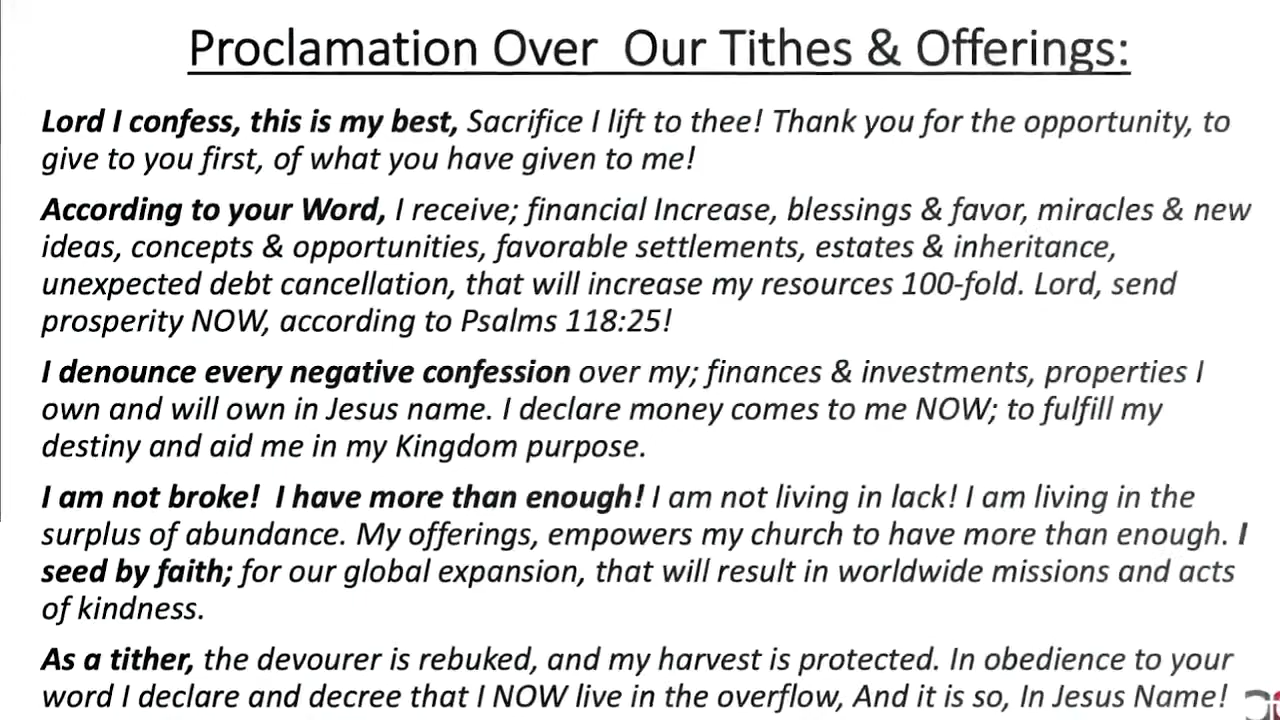 Proclamation Over Our Tithes & Offerings:
Lord I confess, this is my best, Sacrifice I lift to thee! Thank you for the opportunity, to
give to you first, of what you have given to me!
According to your Word, I receive; financial Increase, blessings & favor, miracles & new
ideas, concepts & opportunities, favorable settlements, estates & inheritance,
unexpected debt cancellation, that will increase my resources 100-fold. Lord, send
prosperity NOW, according to Psalms 118:25!
I denounce every negative confession over my; finances & investments, properties I
own and will own in Jesus name. I declare money comes to me NOW; to fulfill my
destiny and aid me in my Kingdom purpose.
I am not broke! I have more than enough! I am not living in lack! I am living in the
surplus of abundance. My offerings, empowers my church to have more than enough. I
seed by faith; for our global expansion, that will result in worldwide missions and acts
of kindness.
As a tither, the devourer is rebuked, and my harvest is protected. In obedience to your
word I declare and decree that I NOW live in the overflow, And it is so, In Jesus Name!